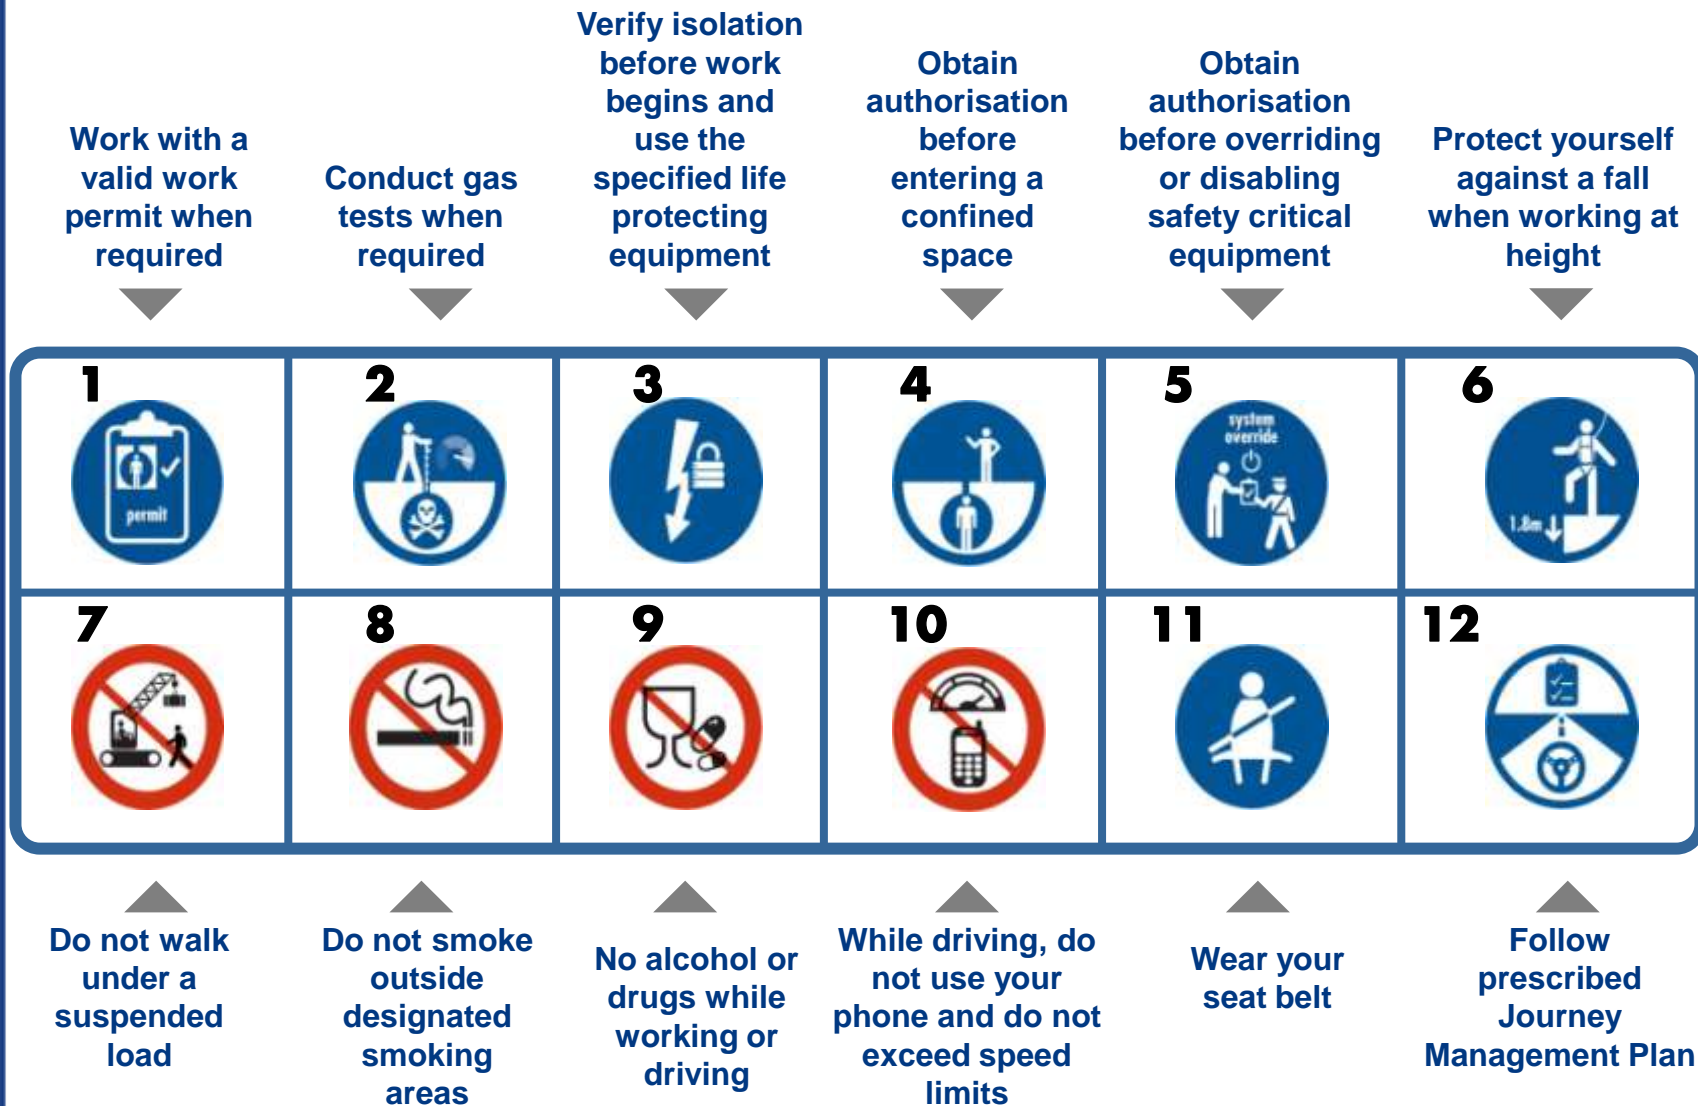 Work with a
valid work
permit when
required
Conduct gas
tests when
required
Verify isolation
before work
begins and
use the
specified life
protecting
equipment
Obtain
authorisation
before
entering a
confined
space
Obtain
authorisation
before overriding
or disabling
safety critical
equipment
Protect yourself
against a fall
when working at
height
1
permit
2
3
4
5
system
override
6
1.8m
7
8
9
10
11
12
Do not walk
under a
suspended
load
Do not smoke
outside
designated
smoking
areas
No alcohol or
drugs while
working or
driving
While driving, do
not use your
phone and do not
exceed speed
limits
Wear your
seat belt
Follow
prescribed
Journey
Management Plan